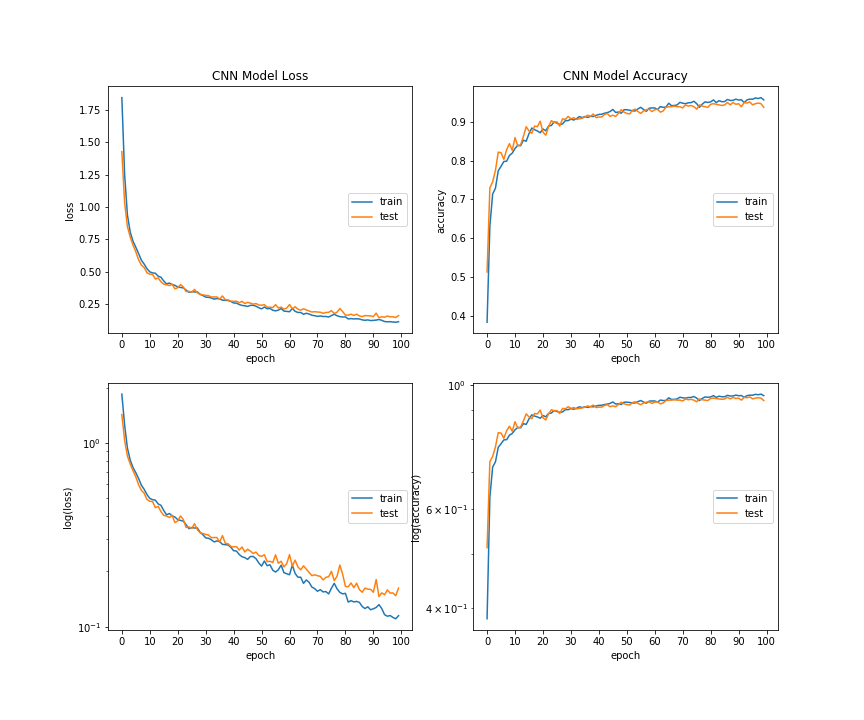 CNN Model Loss
1.75
1.50
1.25
1.00
0.75
0.50
0.25
loss
train
test
0 10 20 30 40 50 60 70 80 90 100
epoch
CNN Model Accuracy
0.9
0.8
0.7
0.6
0.5
0.4
accuracy
train
test
0 10 20 30 40 50 60 70 80 90 100
epoch
10⁰
10⁻¹
log(loss)
train
test
0 10 20 30 40 50 60 70 80 90 100
epoch
10⁰
6 × 10⁻¹
4 × 10⁻¹
log(accuracy)
train
test
0 10 20 30 40 50 60 70 80 90 100
epoch